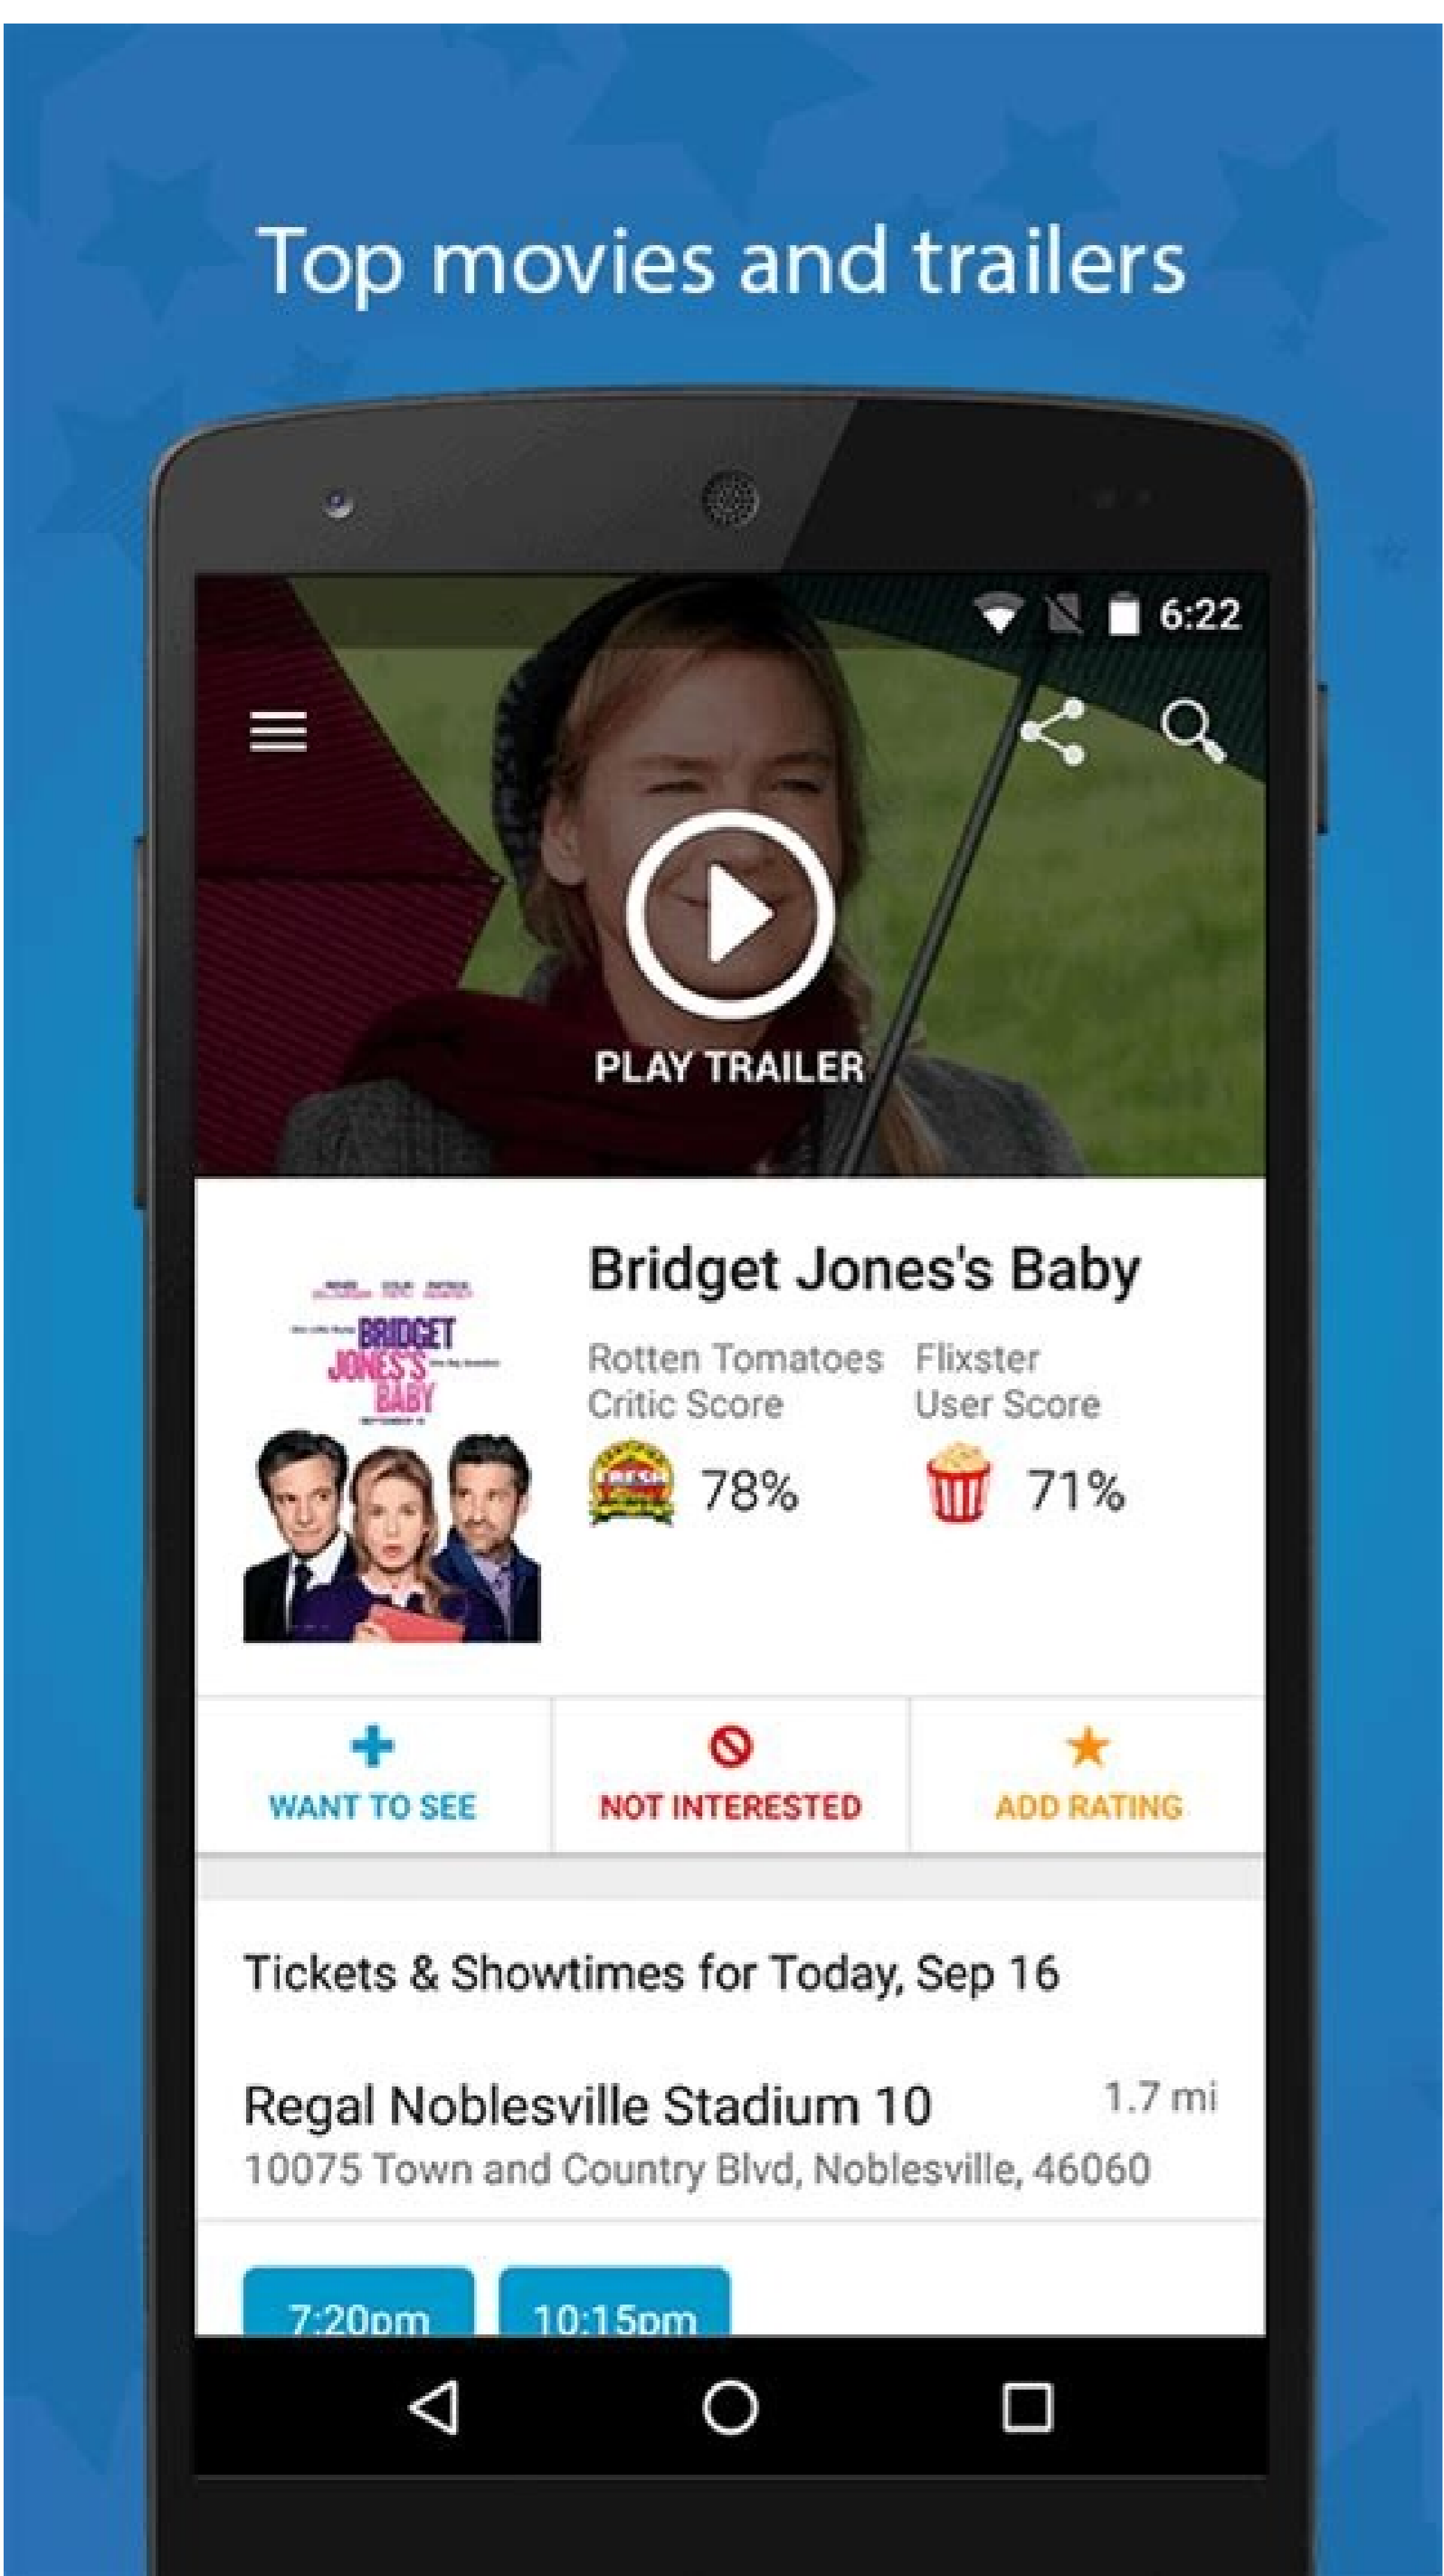 Top movies and trailers
6:22
PLAY TRAILER
Bridget Jones's Baby
Rotten Tomatoes Flixster
Critic Score User Score
78% 71%
BRIDGET
JONES'S
BABY
FRESH
WANT TO SEE NOT INTERESTED ADD RATING
Tickets & Showtimes for Today, Sep 16
Regal Noblesville Stadium 10 1.7 mi
10075 Town and Country Blvd, Noblesville, 46060
7:20pm 10:15pm